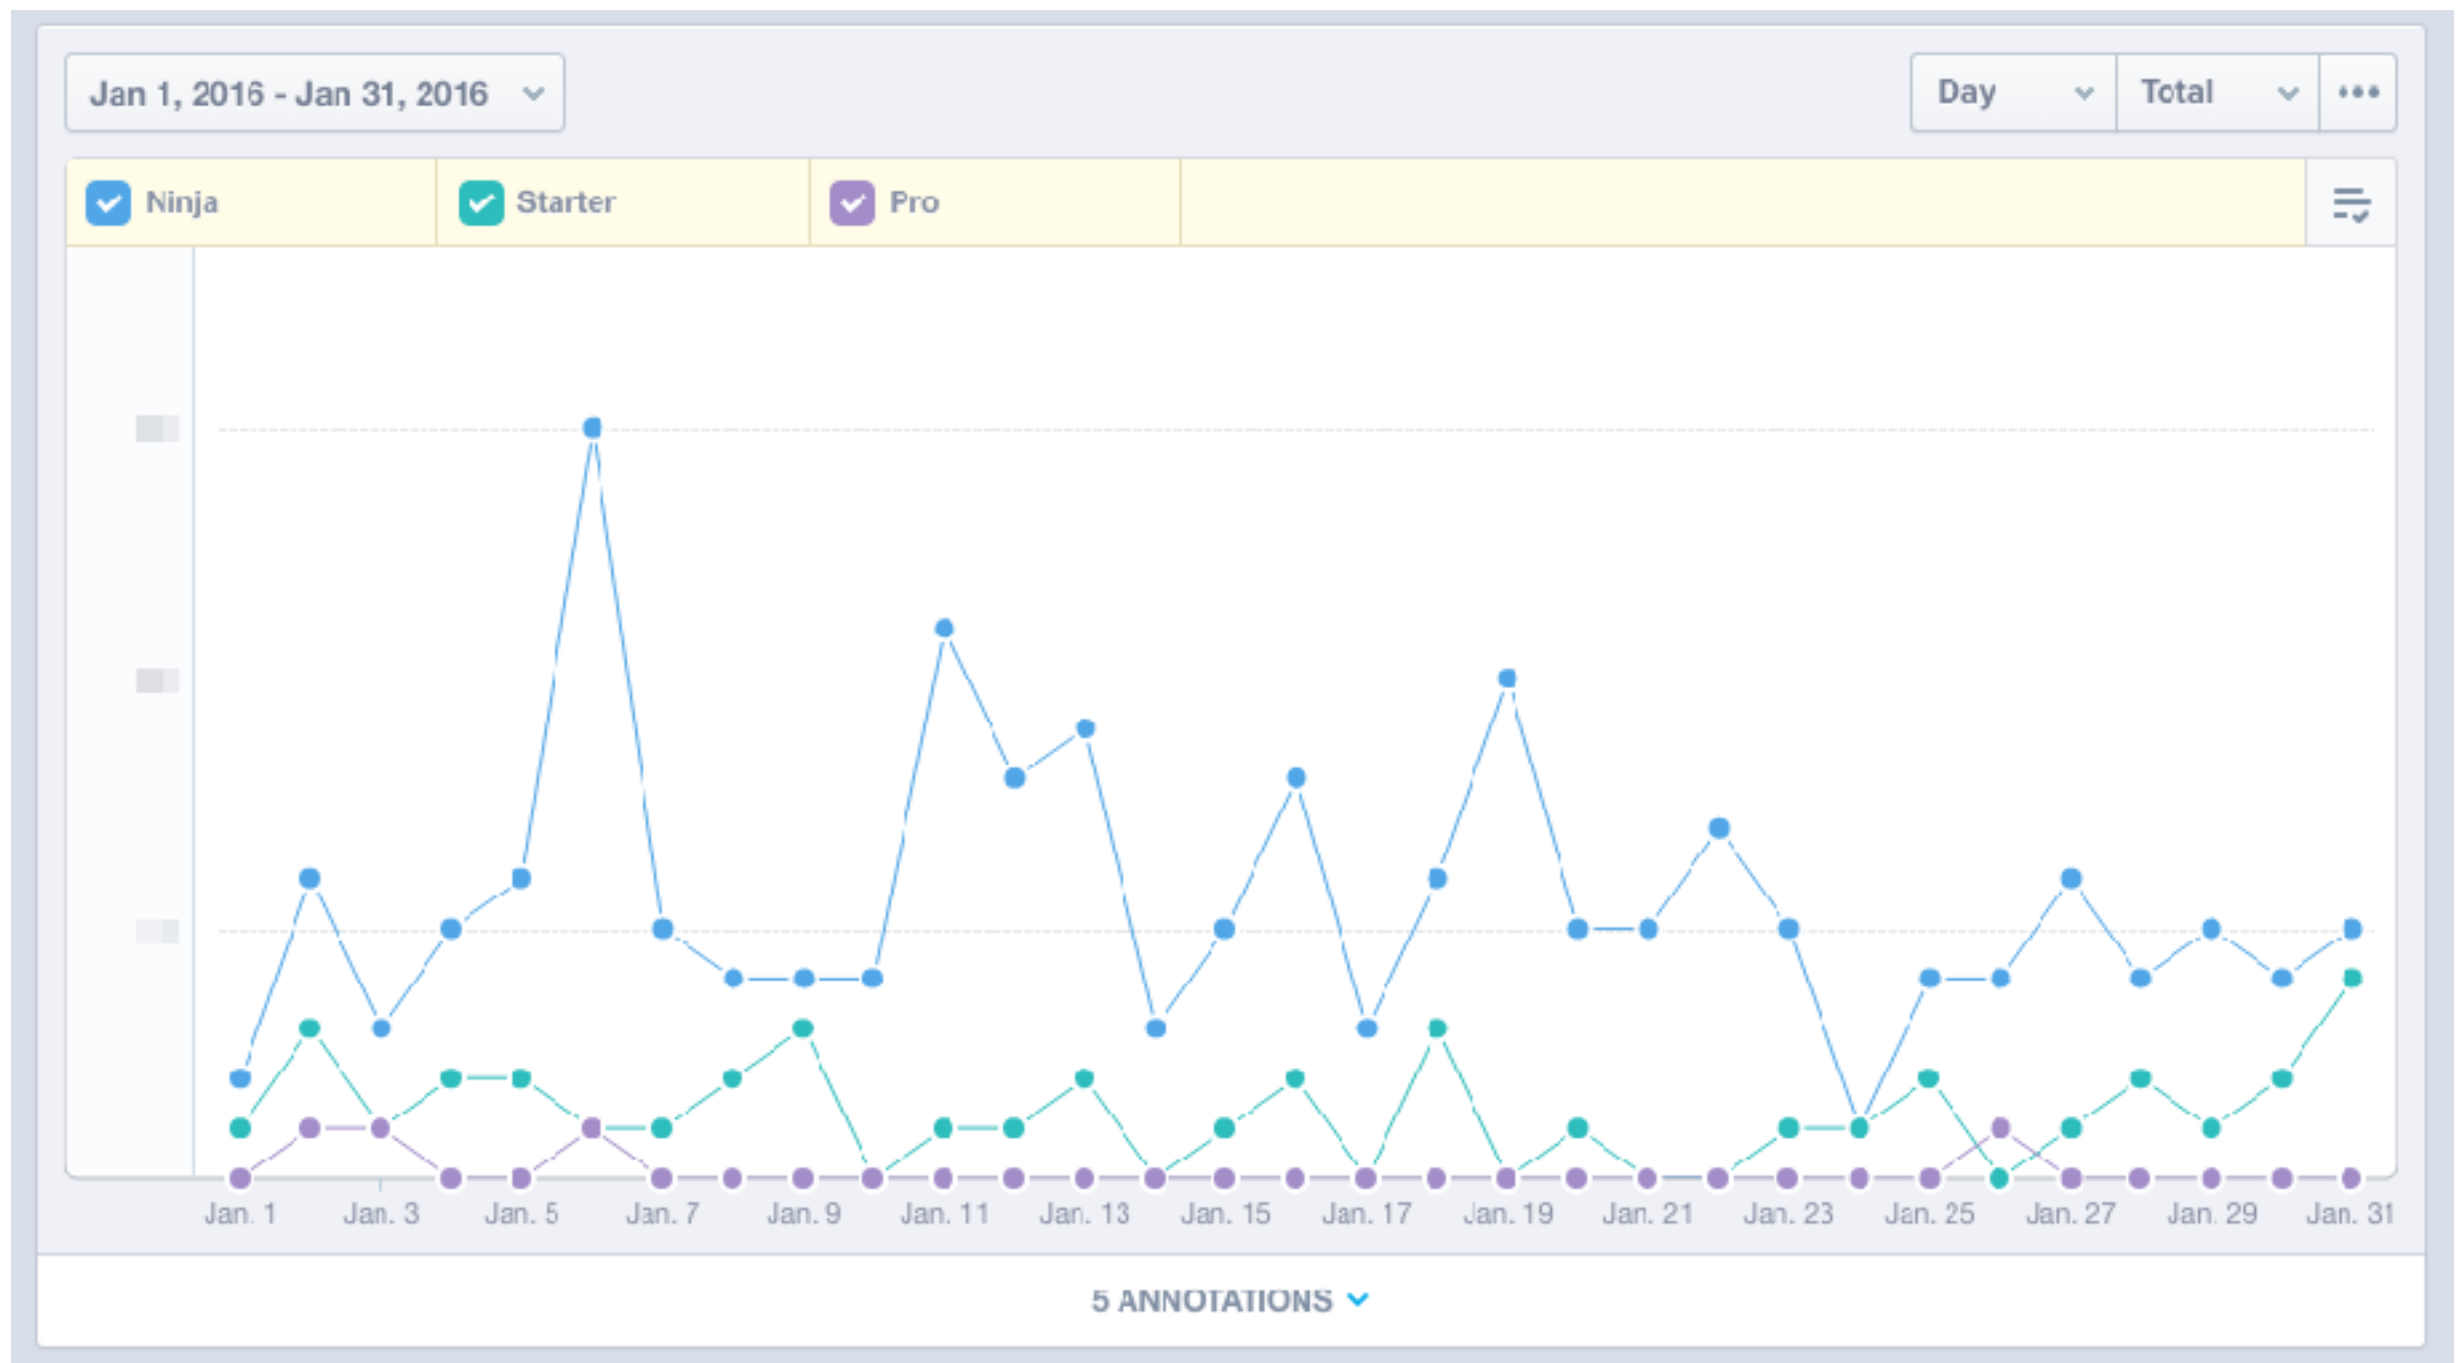 Jan 1, 2016 - Jan 31, 2016 Day Total •••
Ninja Starter Pro
Jan. 1 Jan. 3 Jan. 5 Jan. 7 Jan. 9 Jan. 11 Jan. 13 Jan. 15 Jan. 17 Jan. 19 Jan. 21 Jan. 23 Jan. 25 Jan. 27 Jan. 29 Jan. 31
5 ANNOTATIONS